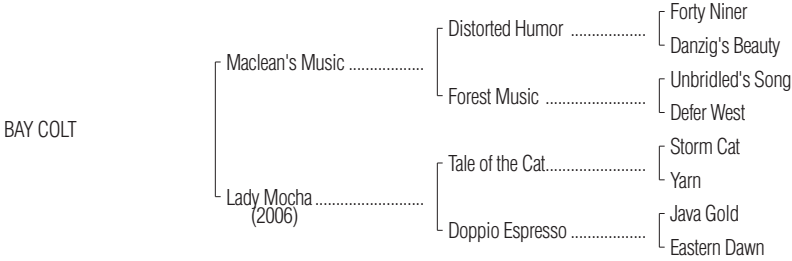 Forty Niner
Distorted Humor ..................
Danzig's Beauty
Maclean's Music ..................
Unbridled's Song
Forest Music ........................
Defer West
BAY COLT
Storm Cat
Tale of the Cat........................
Yarn
Lady Mocha ..........................
(2006)
Java Gold
Doppio Espresso ..................
Eastern Dawn